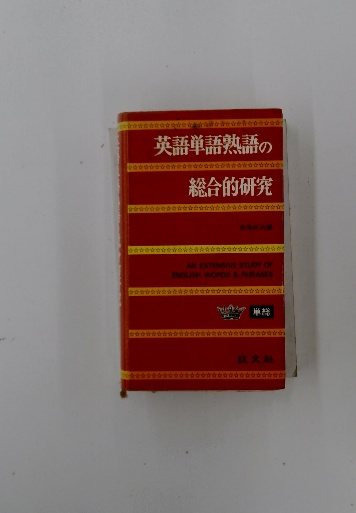 英語単語熟語の
総合的研究
AN EXTENSIVE STUDY OF
ENGLISH WORDS & PHRASES
単総
旺文社